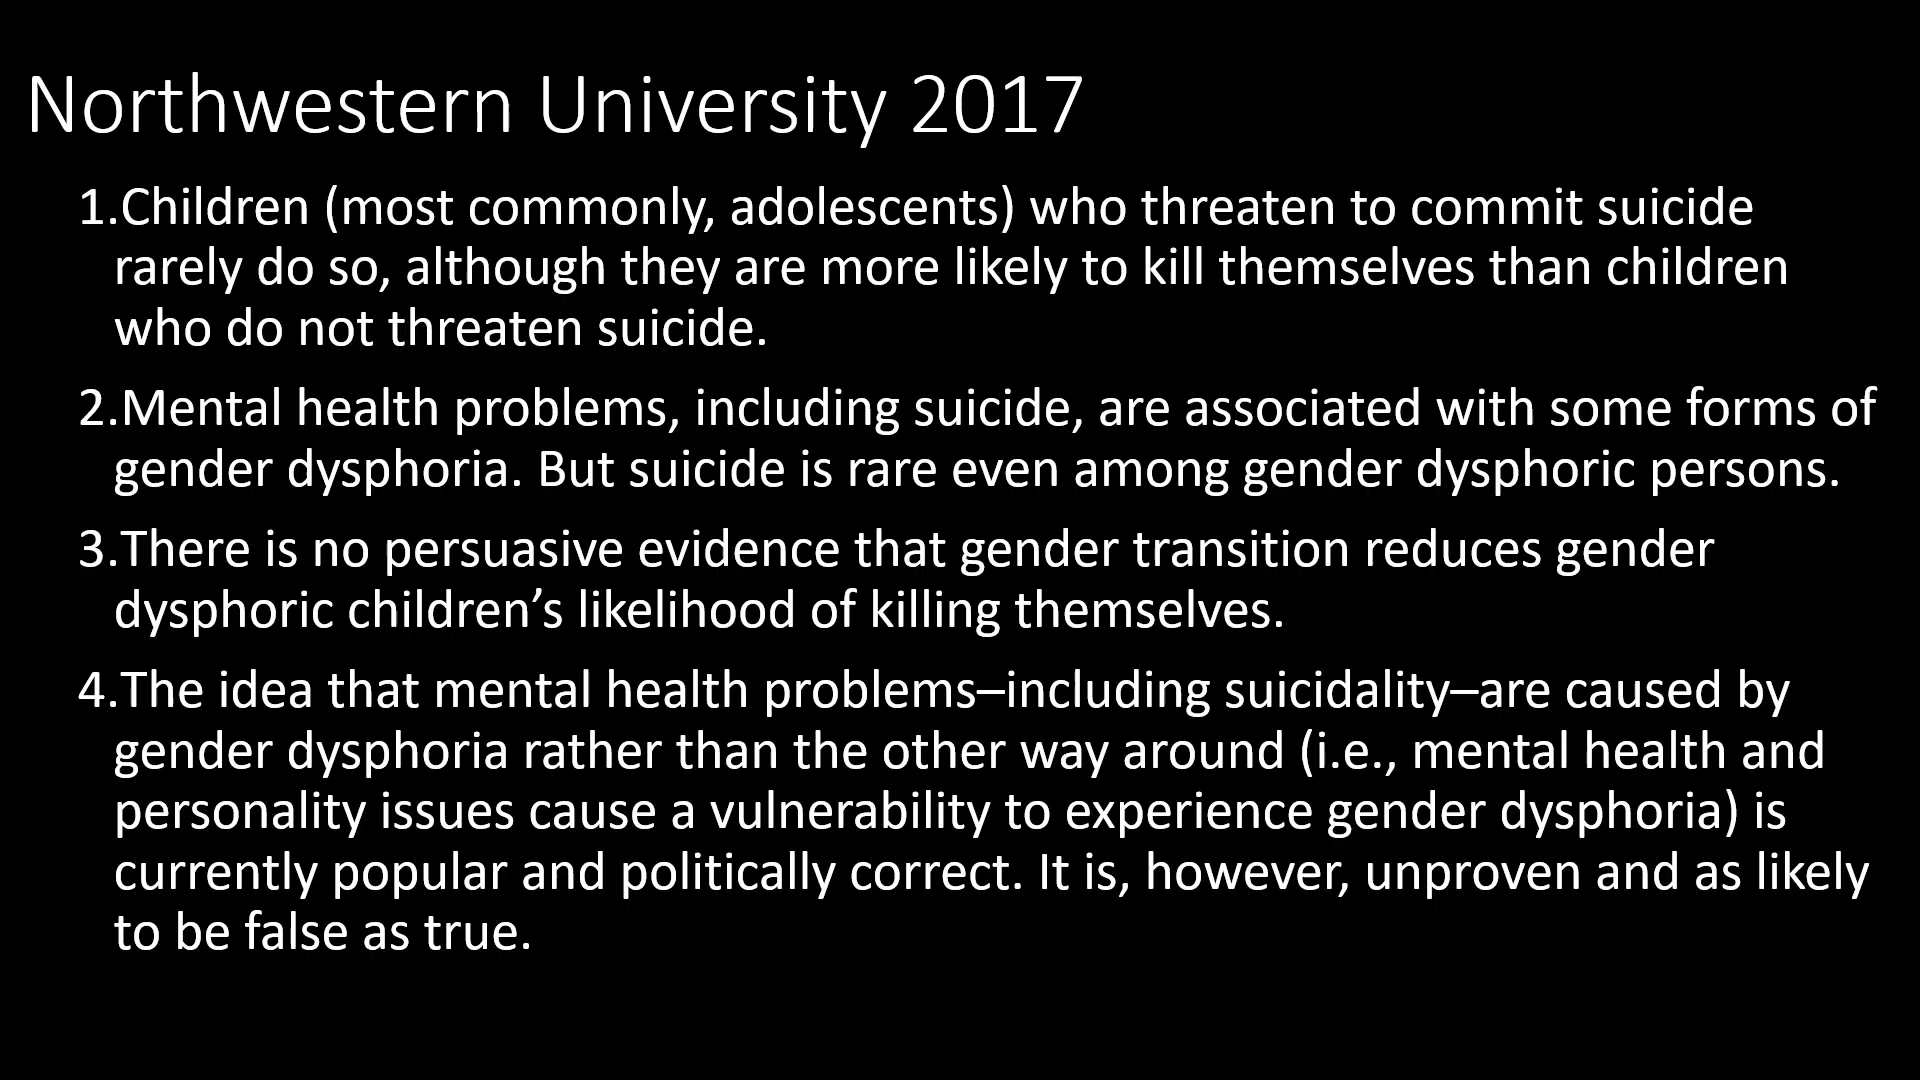 Northwestern University 2017
1.Children (most commonly, adolescents) who threaten to commit suicide
rarely do so, although they are more likely to kill themselves than children
who do not threaten suicide.
2.Mental health problems, including suicide, are associated with some forms of
gender dysphoria. But suicide is rare even among gender dysphoric persons.
3.There is no persuasive evidence that gender transition reduces gender
dysphoric children’s likelihood of killing themselves.
4.The idea that mental health problems–including suicidality–are caused by
gender dysphoria rather than the other way around (i.e., mental health and
personality issues cause a vulnerability to experience gender dysphoria) is
currently popular and politically correct. It is, however, unproven and as likely
to be false as true.